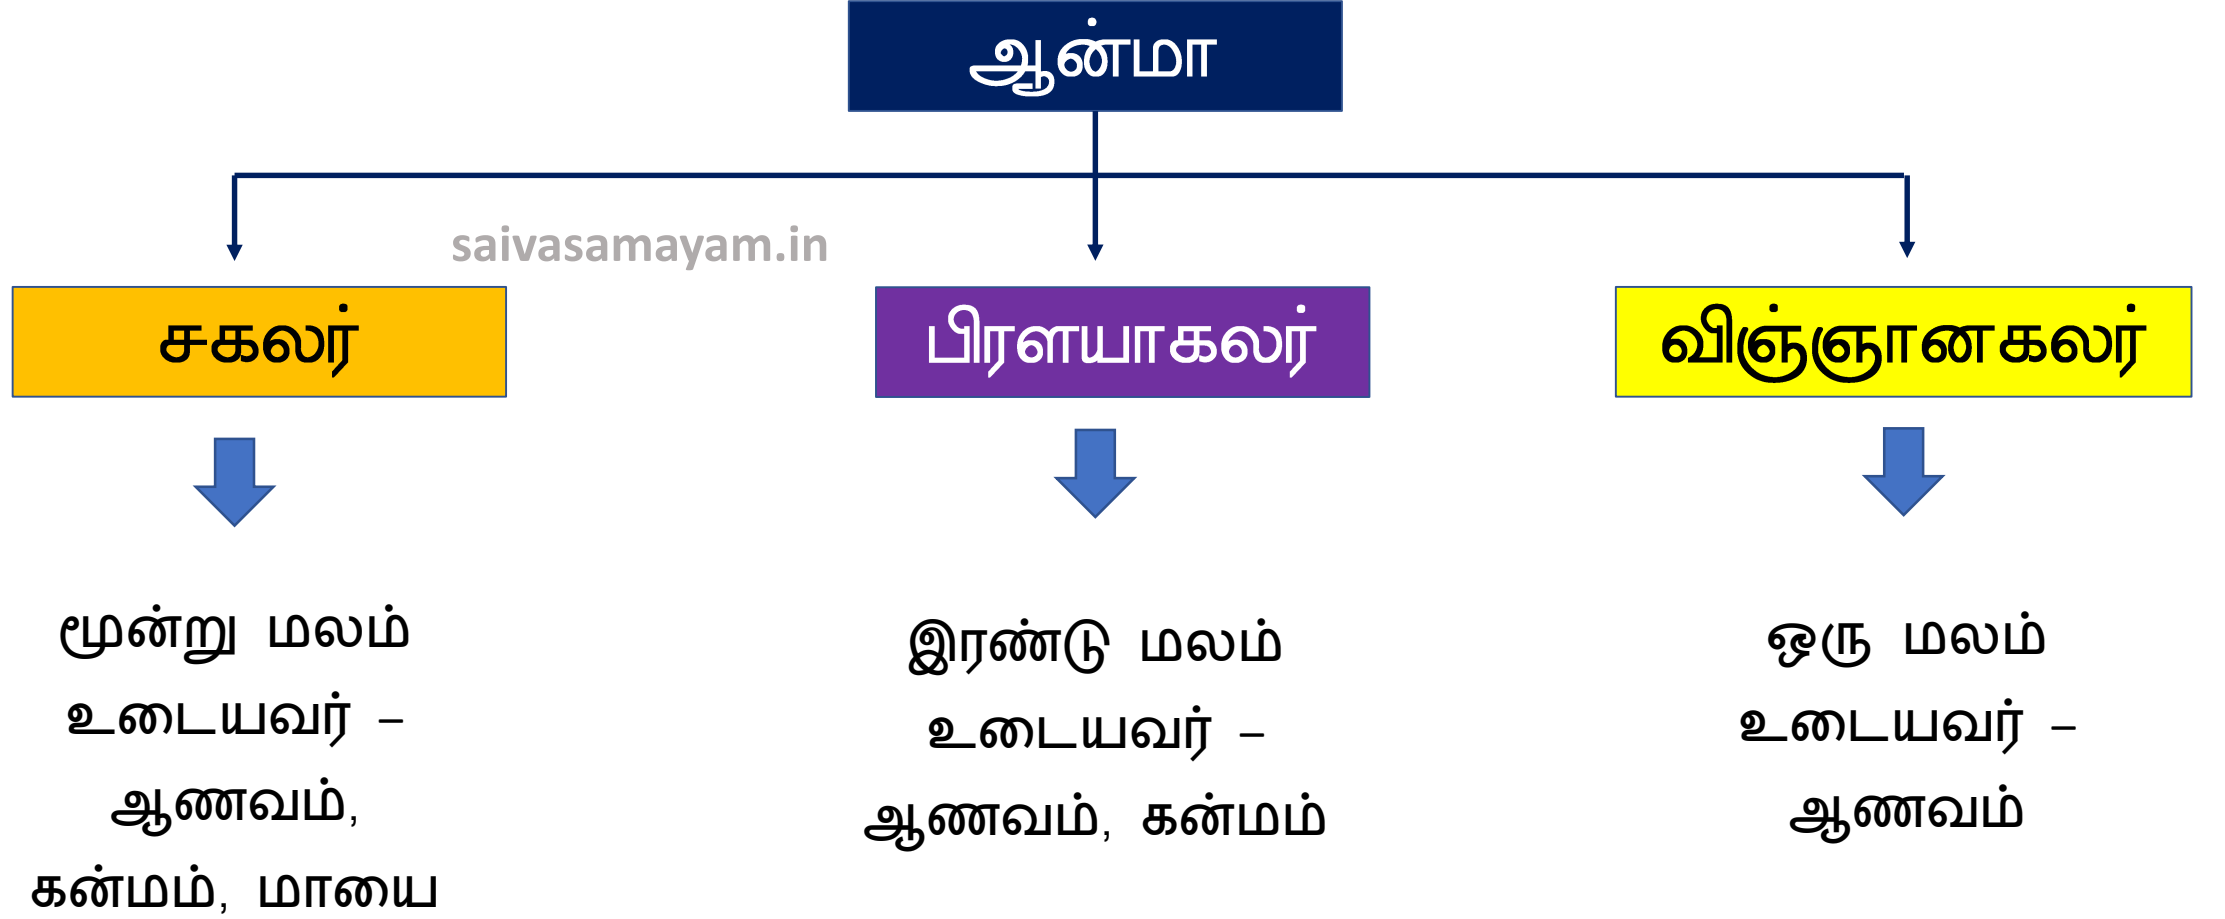 ஆன்மா
saivasamayam.in
சகலர்
பிரளயாகலர்
விஞ்ஞானகலர்
மூன்று மலம்
உடையவர் –
ஆணவம்,
கன்மம், மாயை
இரண்டு மலம்
உடையவர் –
ஆணவம், கன்மம்
ஒரு மலம்
உடையவர் –
ஆணவம்